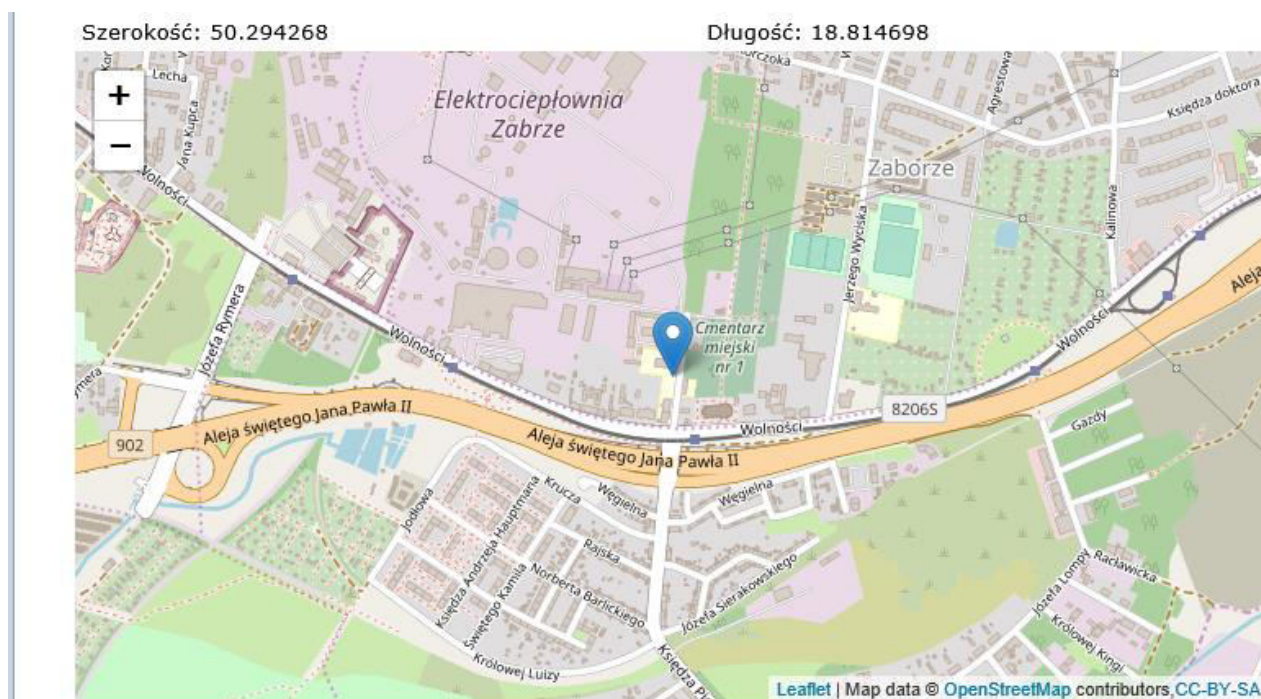 Szerokość: 50.294268
Długość: 18.814698
+
−
Lecha
Jana Kupca
Wolności
Elektrociepłownia
Zabrze
Agrestowa
Księdza doktora
Zaborze
Kalinowa
Jerzego Wyciska
Józefa Rymera
Rymera
Wolności
Cmentarz
miejski
nr 1
Wolności
Aleja
8206S
Wolności
902
Aleja świętego Jana Pawła II
Aleja świętego Jana Pawła II
Gazdy
Węgielna
Węgielna
Krucza
Jodłowa
Rajska
Księdza Andrzeja Hauptmana
Świętego Kamila
Norberta Barlickiego
Józefa Sierakowskiego
Racławicka
Józefa Lompy
Królowej Kingi
Królowej Luizy
Księdza Pi
Leaflet | Map data © OpenStreetMap contributors,CC-BY-SA